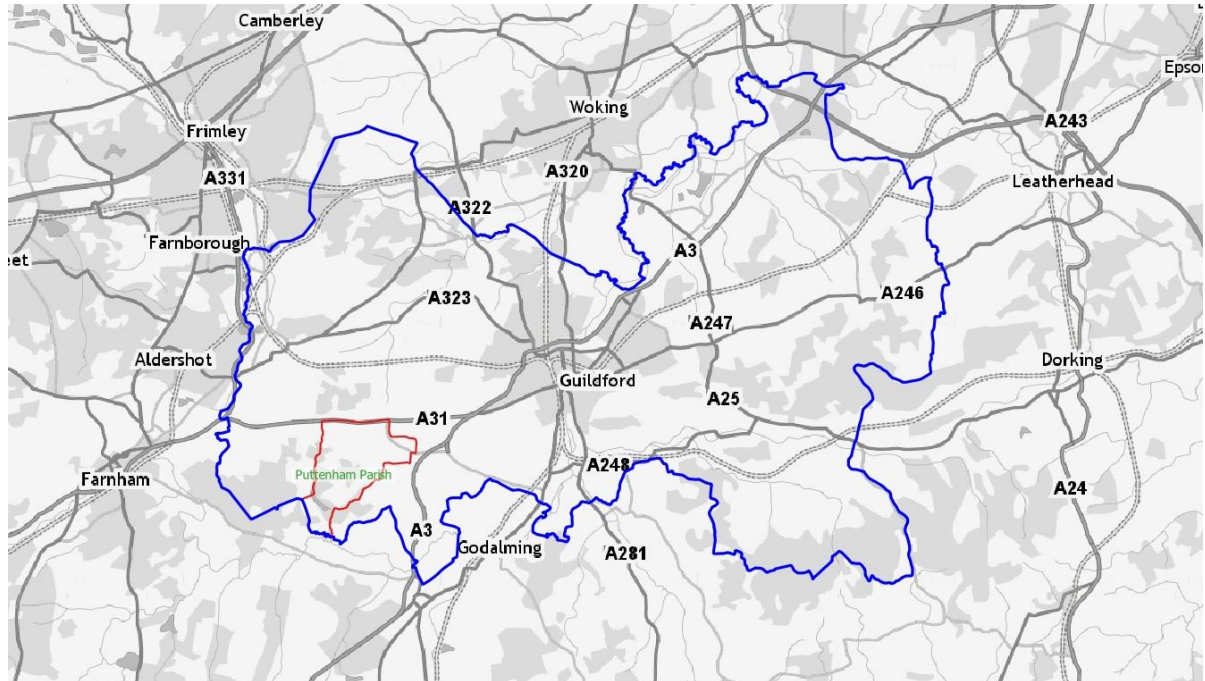 Camberley
Epso
Woking
A243
Frimley
A331
A320
Leatherhead
A322
Farnborough
A3
eet
A323
A246
A247
Aldershot
Dorking
Guildford
A25
A31
A248
Puttenham Parish
Farnham
A24
A3
Godalming
A281